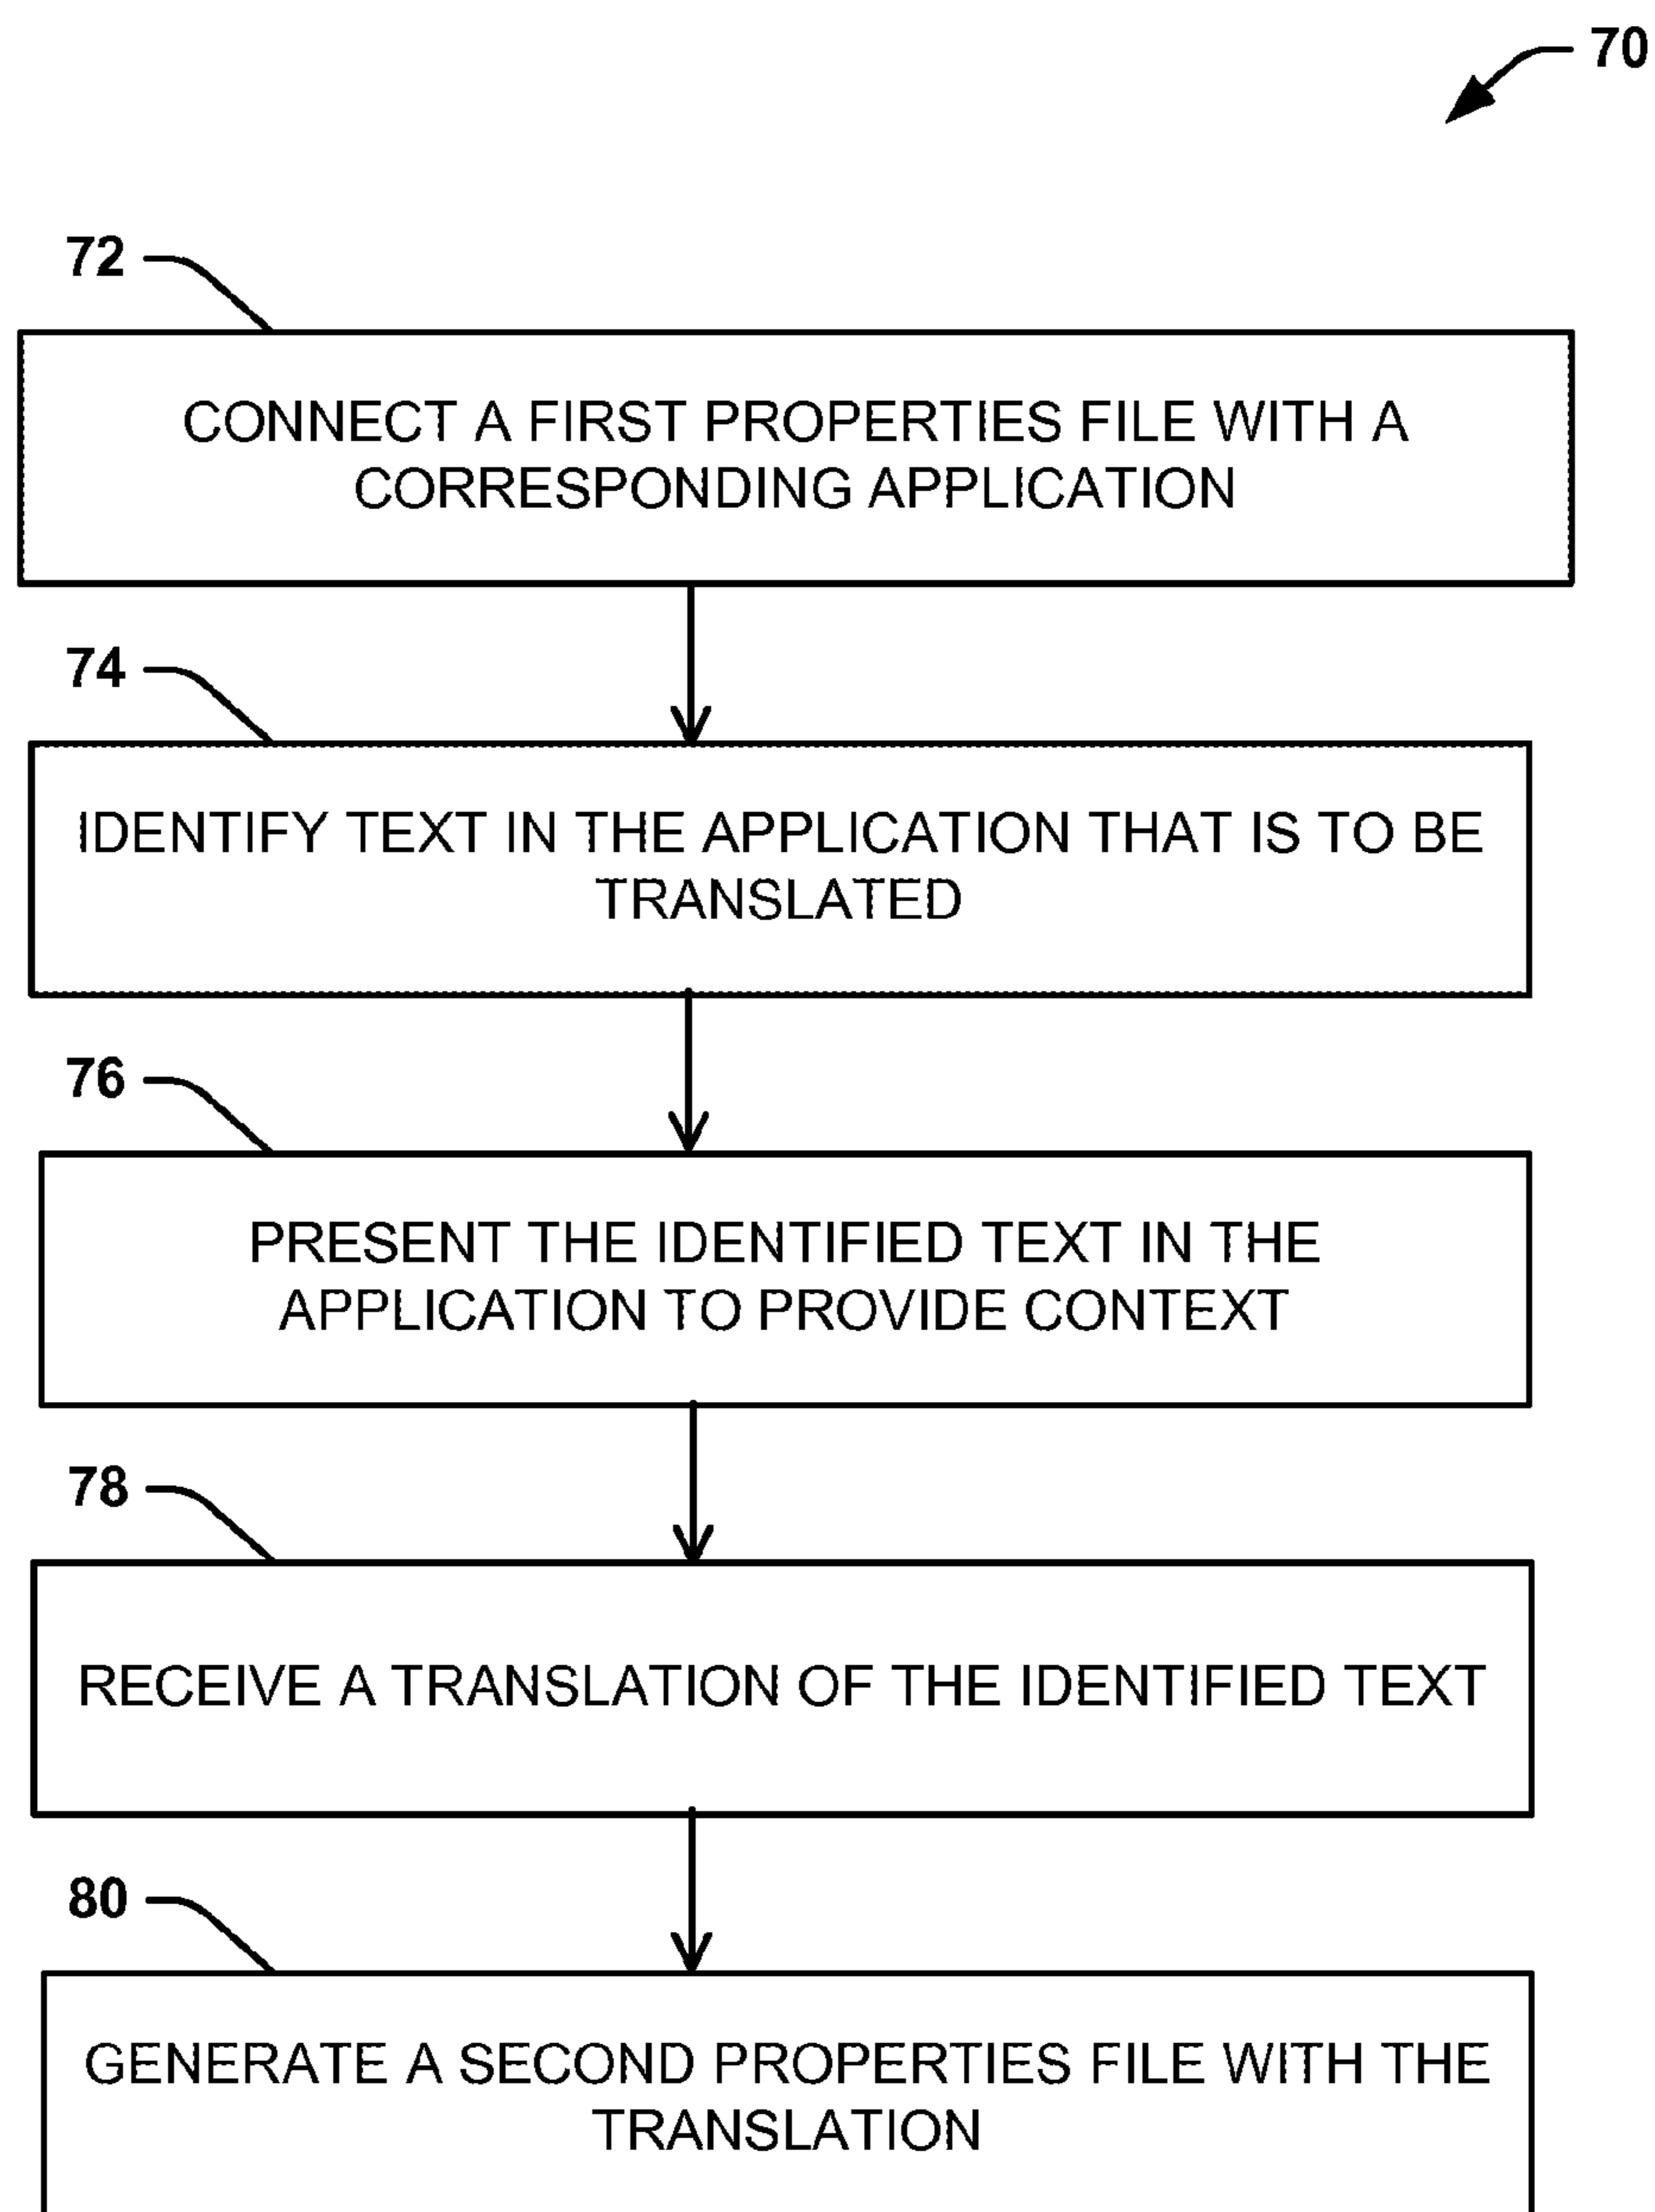 70
72
CONNECT A FIRST PROPERTIES FILE WITH A
CORRESPONDING APPLICATION
74
IDENTIFY TEXT IN THE APPLICATION THAT IS TO BE
TRANSLATED
76
PRESENT THE IDENTIFIED TEXT IN THE
APPLICATION TO PROVIDE CONTEXT
78
RECEIVE A TRANSLATION OF THE IDENTIFIED TEXT
80
GENERATE A SECOND PROPERTIES FILE WITH THE
TRANSLATION